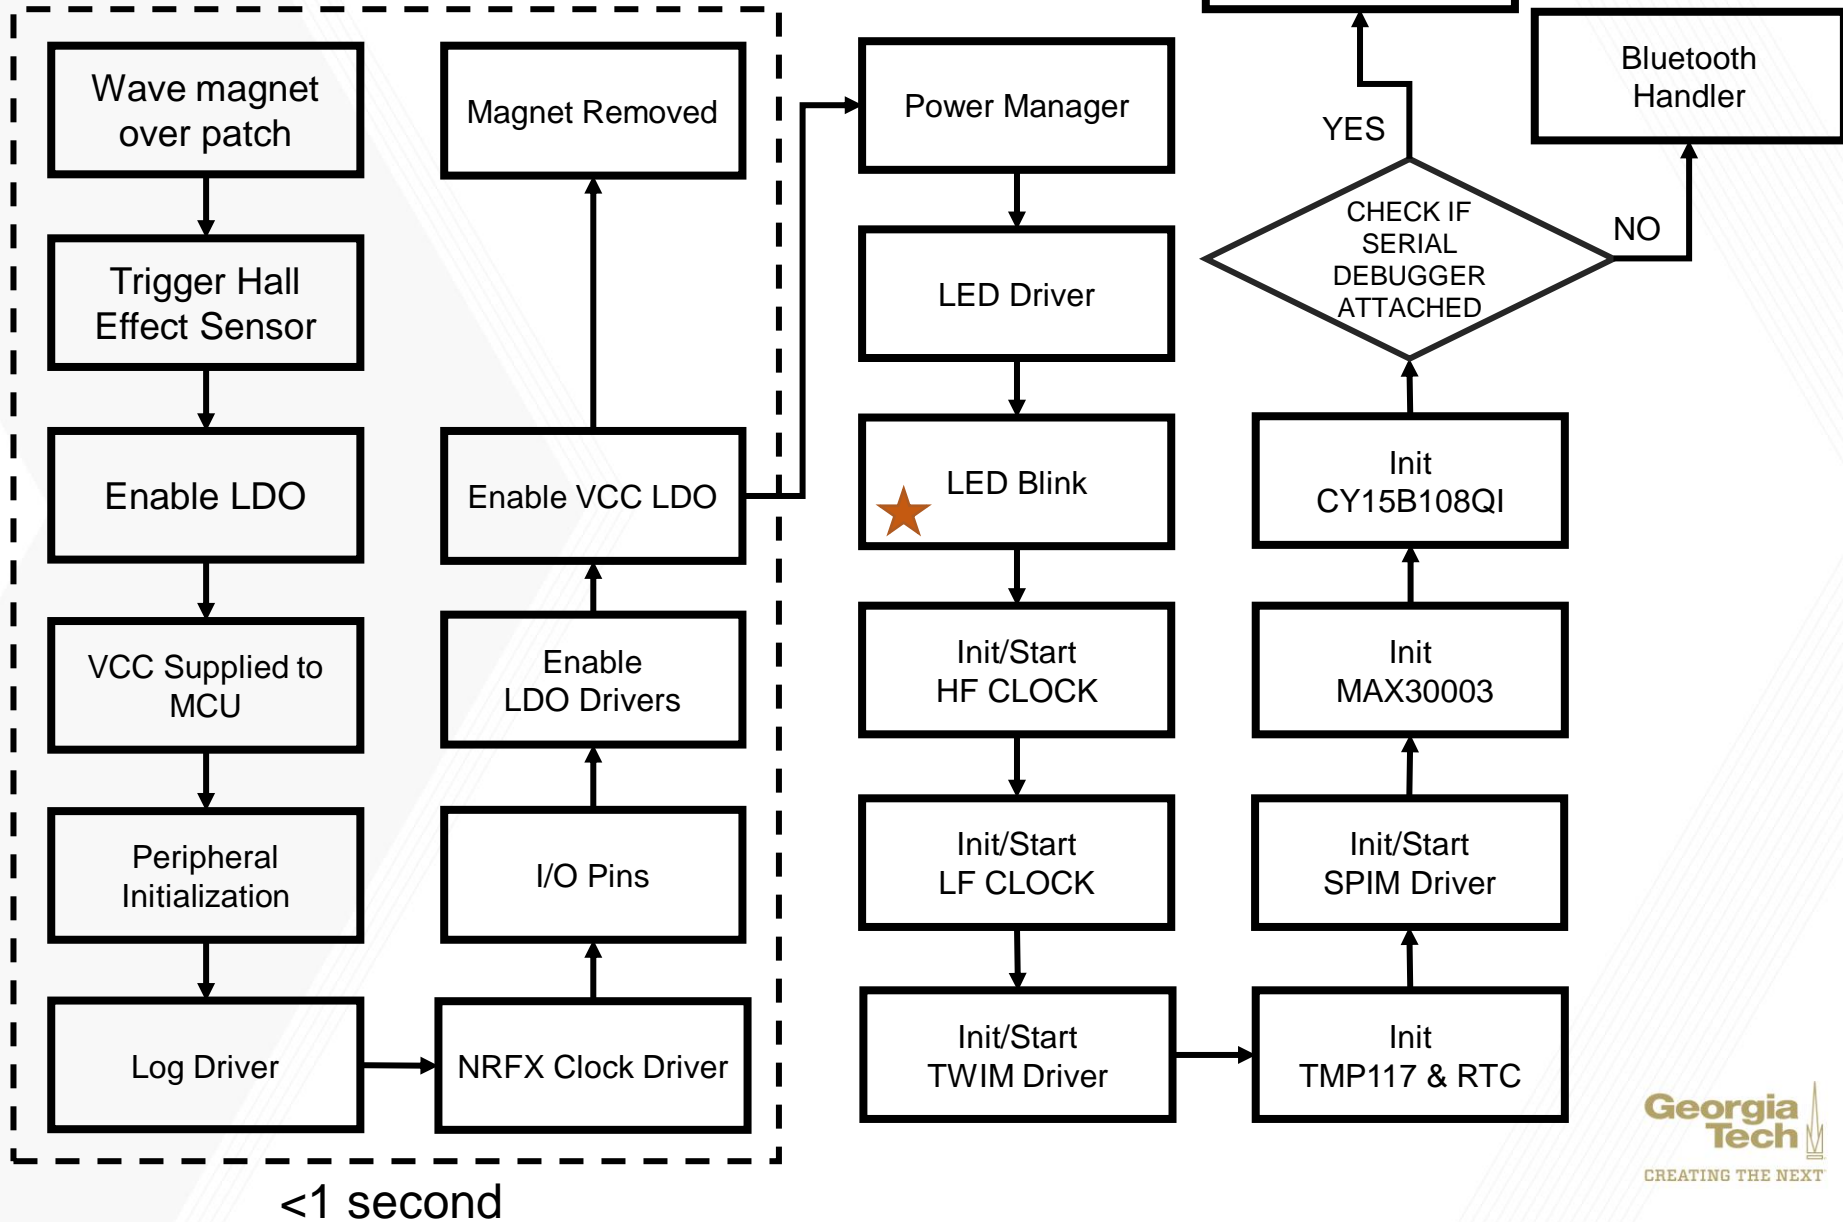 Wave magnet
over patch
Trigger Hall
Effect Sensor
Enable LDO
VCC Supplied to
MCU
Peripheral
Initialization
Log Driver
NRFX Clock Driver
I/O Pins
Enable
LDO Drivers
Enable VCC LDO
Magnet Removed
<1 second
Power Manager
LED Driver
LED Blink
Init/Start
HF CLOCK
Init/Start
LF CLOCK
Init/Start
TWIM Driver
Init
TMP117 & RTC
Init/Start
SPIM Driver
Init
MAX30003
Init
CY15B108QI
CHECK IF
SERIAL
DEBUGGER
ATTACHED
YES
NO
Bluetooth
Handler
Georgia
Tech
CREATING THE NEXT